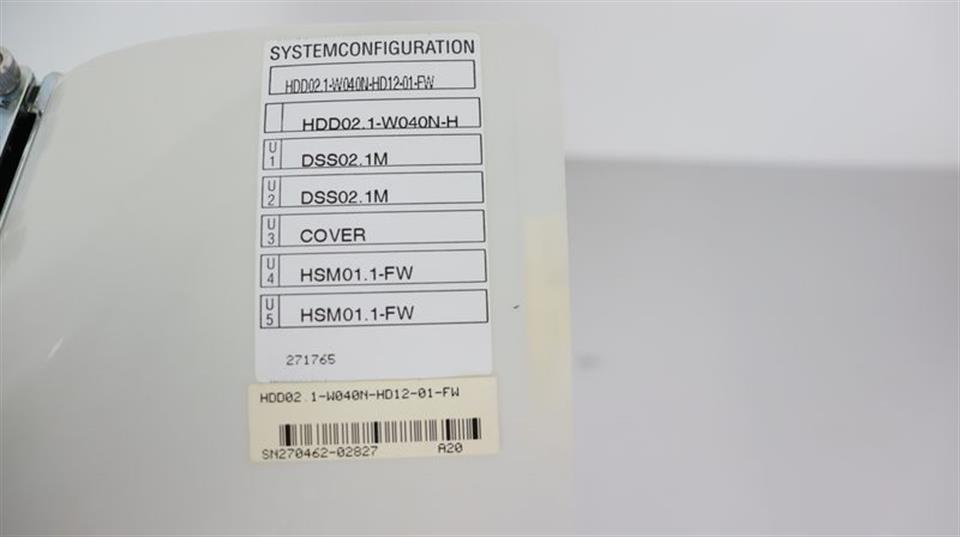 SYSTEMCONFIGURATION
HDD02.1-W040N-HD12-01-FW
HDD02.1-W040N-H
U1 DSS02.1M
U2 DSS02.1M
U3 COVER
U4 HSM01.1-FW
U5 HSM01.1-FW
271765
HDD02.1-W040N-HD12-01-FW
SN270462-02827 A20